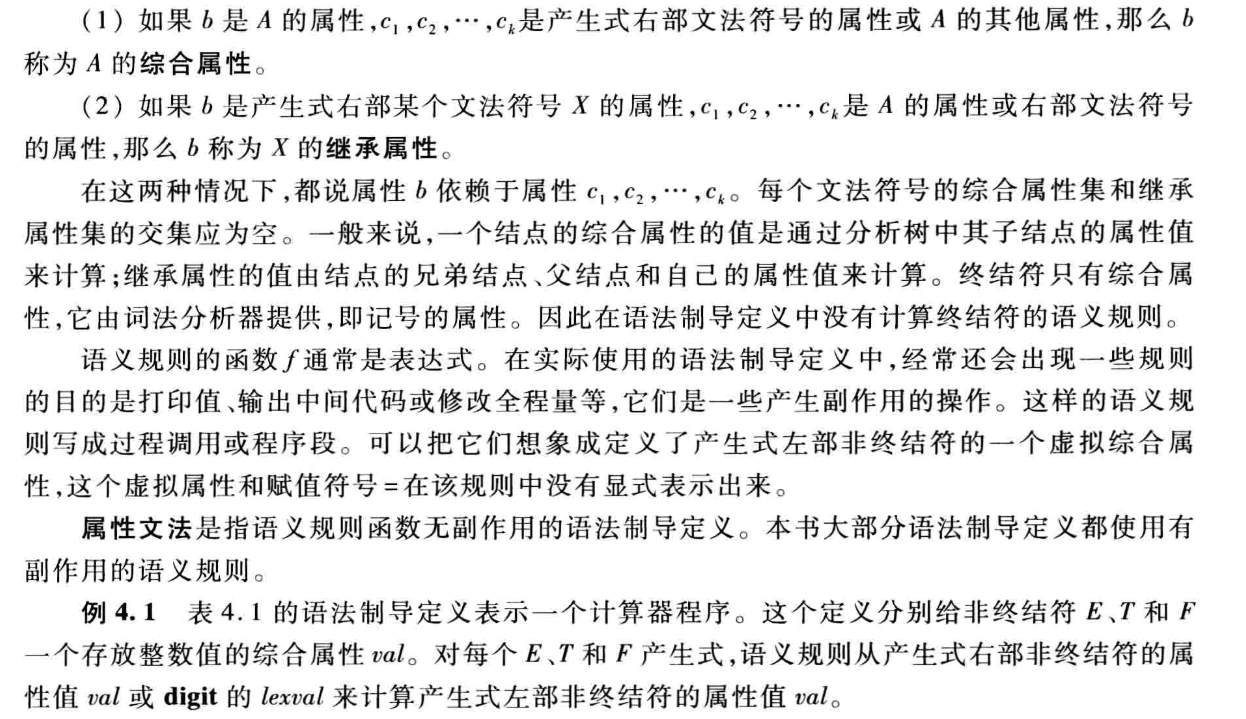 (1) 如果 b 是 A 的属性,c₁,c₂,…,cₖ是产生式右部文法符号的属性或 A 的其他属性,那么 b
称为 A 的综合属性。
(2) 如果 b 是产生式右部某个文法符号 X 的属性,c₁,c₂,…,cₖ是 A 的属性或右部文法符号
的属性,那么 b 称为 X 的继承属性。
在这两种情况下,都说属性 b 依赖于属性 c₁,c₂,…,cₖ。每个文法符号的综合属性集和继承
属性集的交集应为空。一般来说,一个结点的综合属性的值是通过分析树中其子结点的属性值
来计算;继承属性的值由结点的兄弟结点、父结点和自己的属性值来计算。终结符只有综合属
性,它由词法分析器提供,即记号的属性。因此在语法制导定义中没有计算终结符的语义规则。
语义规则的函数 f 通常是表达式。在实际使用的语法制导定义中,经常还会出现一些规则
的目的是打印值、输出中间代码或修改全程量等,它们是一些产生副作用的操作。这样的语义规
则写成过程调用或程序段。可以把它们想象成定义了产生式左部非终结符的一个虚拟综合属
性,这个虚拟属性和赋值符号=在该规则中没有显式表示出来。
属性文法是指语义规则函数无副作用的语法制导定义。本书大部分语法制导定义都使用有
副作用的语义规则。
例 4.1 表 4.1 的语法制导定义表示一个计算器程序。这个定义分别给非终结符 E、T 和 F
一个存放整数值的综合属性 val。对每个 E、T 和 F 产生式,语义规则从产生式右部非终结符的属
性值 val 或 digit 的 lexval 来计算产生式左部非终结符的属性值 val。